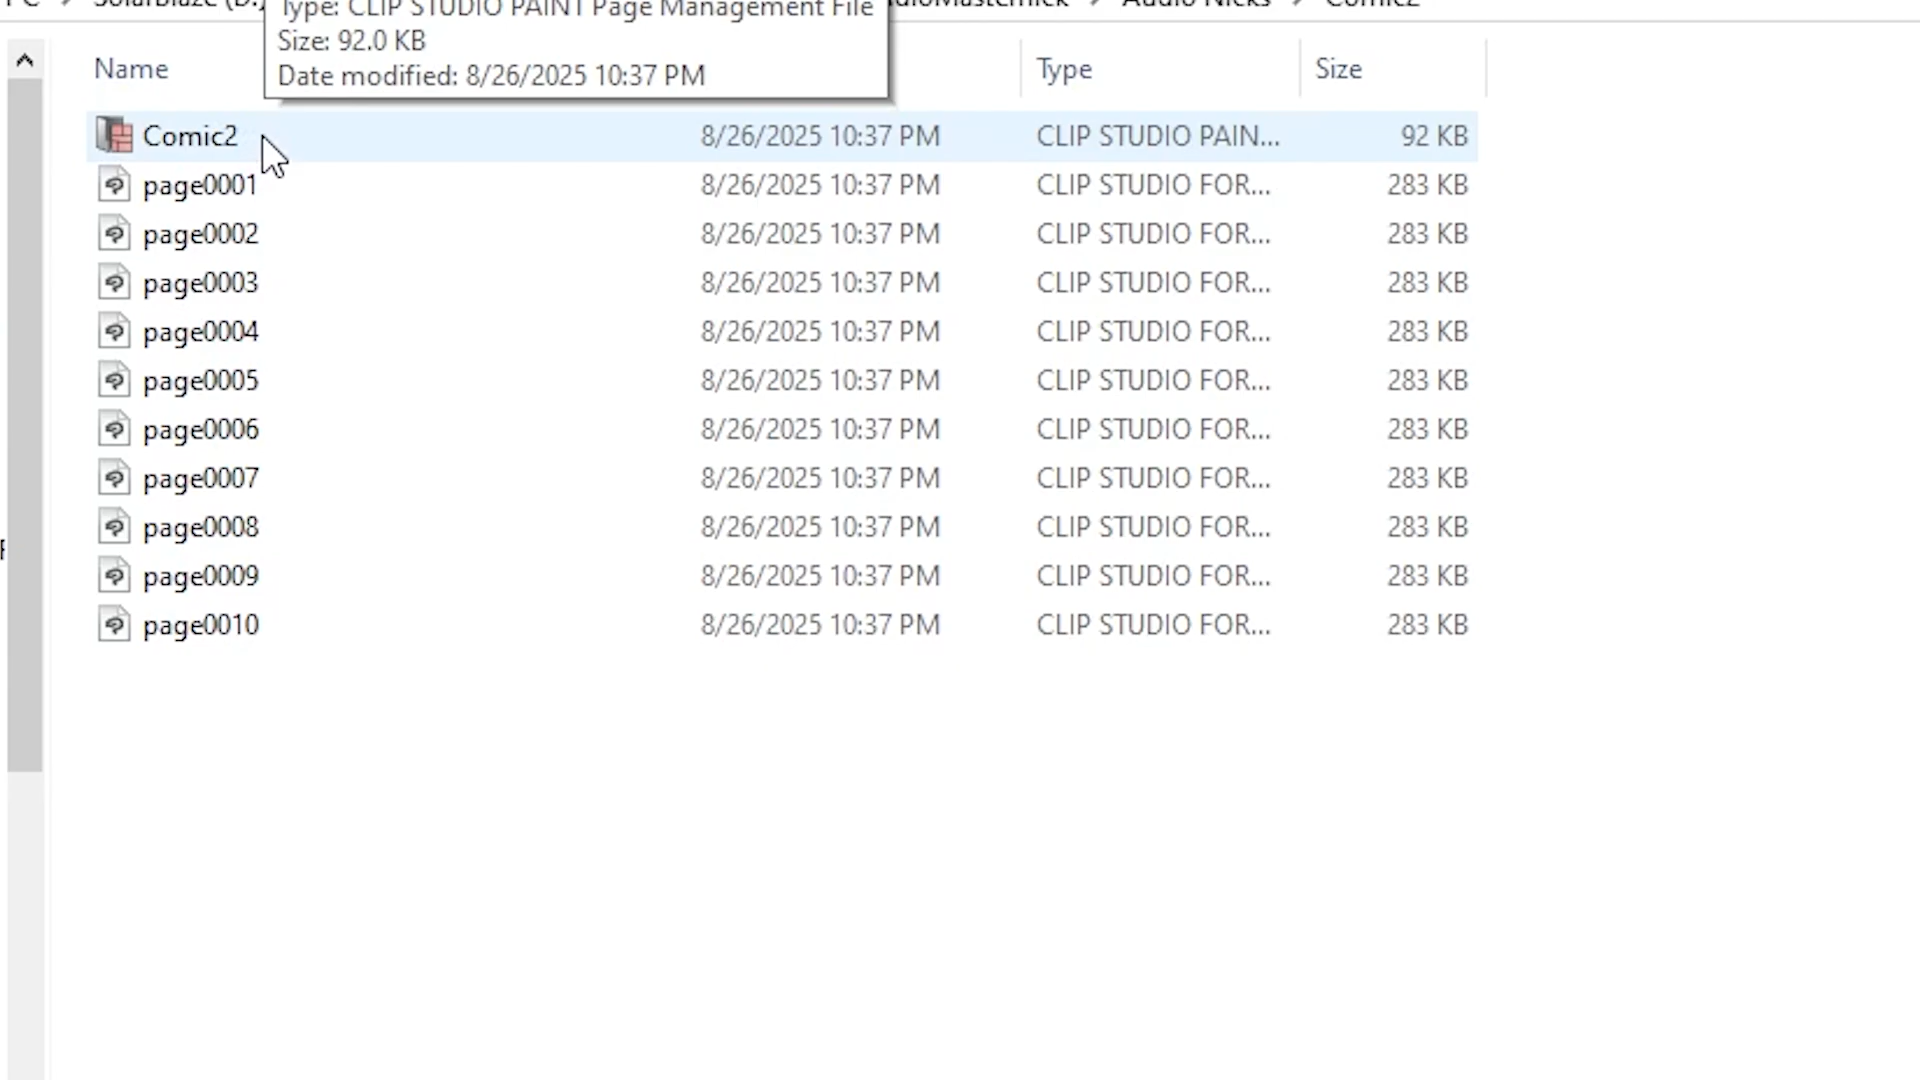 PC > SolarBlaze (D:) > Audio Nicks > Comic2
Type: CLIP STUDIO PAINT Page Management File
Size: 92.0 KB
Date modified: 8/26/2025 10:37 PM
Name Type Size
Comic2 8/26/2025 10:37 PM CLIP STUDIO PAIN... 92 KB
page0001 8/26/2025 10:37 PM CLIP STUDIO FOR... 283 KB
page0002 8/26/2025 10:37 PM CLIP STUDIO FOR... 283 KB
page0003 8/26/2025 10:37 PM CLIP STUDIO FOR... 283 KB
page0004 8/26/2025 10:37 PM CLIP STUDIO FOR... 283 KB
page0005 8/26/2025 10:37 PM CLIP STUDIO FOR... 283 KB
page0006 8/26/2025 10:37 PM CLIP STUDIO FOR... 283 KB
page0007 8/26/2025 10:37 PM CLIP STUDIO FOR... 283 KB
page0008 8/26/2025 10:37 PM CLIP STUDIO FOR... 283 KB
page0009 8/26/2025 10:37 PM CLIP STUDIO FOR... 283 KB
page0010 8/26/2025 10:37 PM CLIP STUDIO FOR... 283 KB